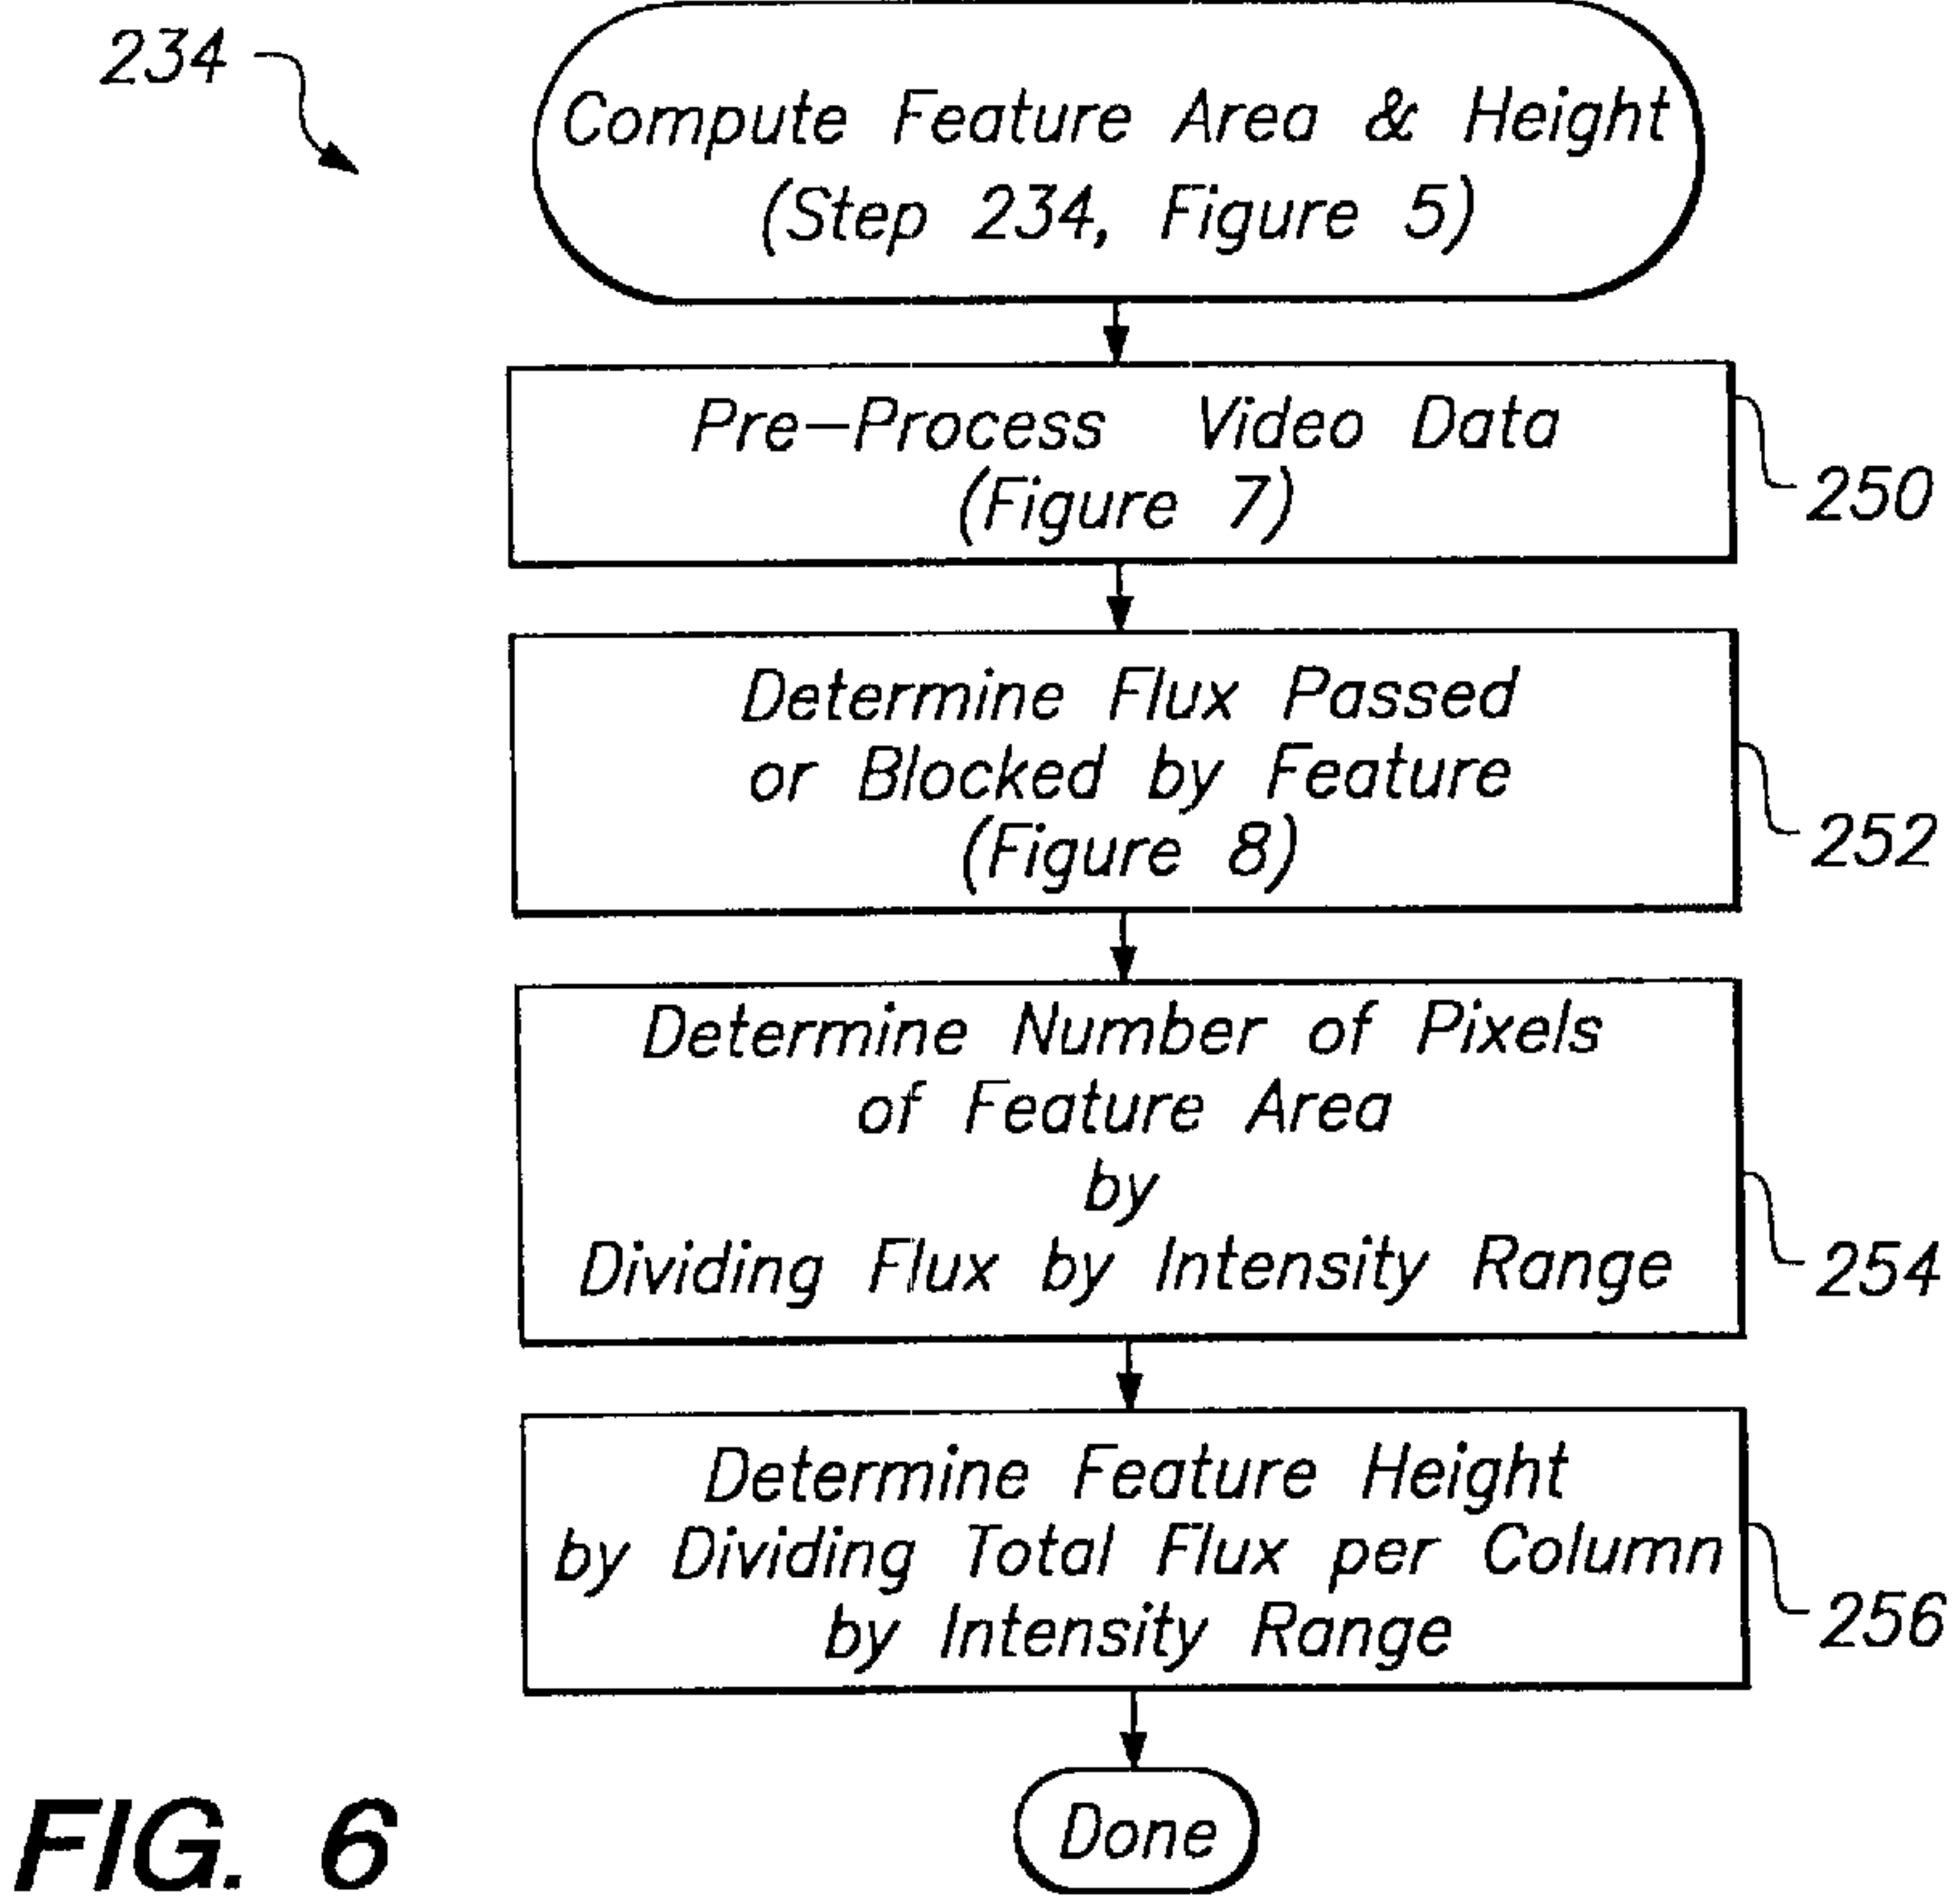 234
Compute Feature Area & Height
(Step 234, Figure 5)
Pre-Process Video Data
(Figure 7)
250
Determine Flux Passed
or Blocked by Feature
(Figure 8)
252
Determine Number of Pixels
of Feature Area
by
Dividing Flux by Intensity Range
254
Determine Feature Height
by Dividing Total Flux per Column
by Intensity Range
256
Done
FIG. 6